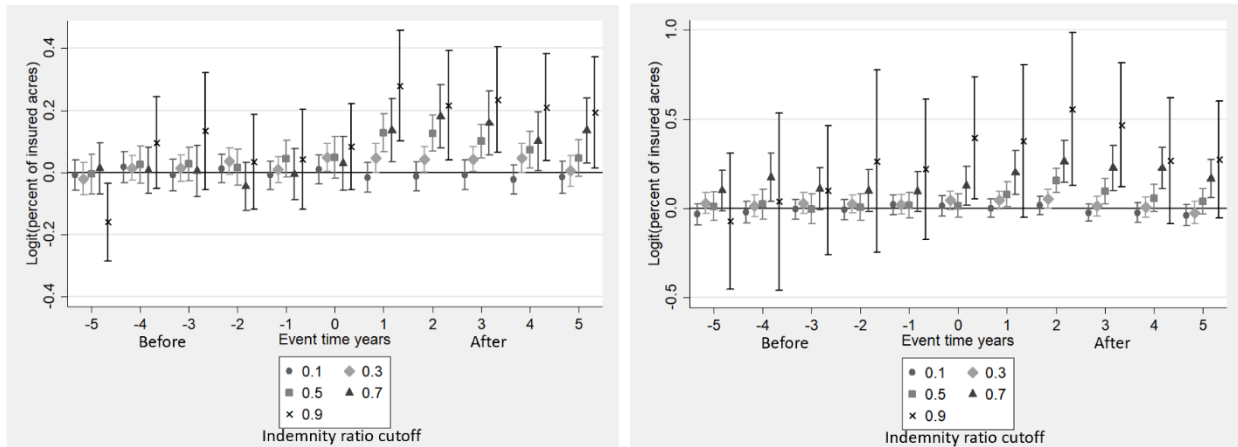 Logit(percent of insured acres)
0.4
0.2
0.0
-0.2
-0.4
-5 -4 -3 -2 -1 0 1 2 3 4 5
Before Event time years After
0.1 0.3
0.5 0.7
0.9
Indemnity ratio cutoff
Logit(percent of insured acres)
1.0
0.5
0.0
-0.5
-5 -4 -3 -2 -1 0 1 2 3 4 5
Before Event time years After
0.1 0.3
0.5 0.7
0.9
Indemnity ratio cutoff